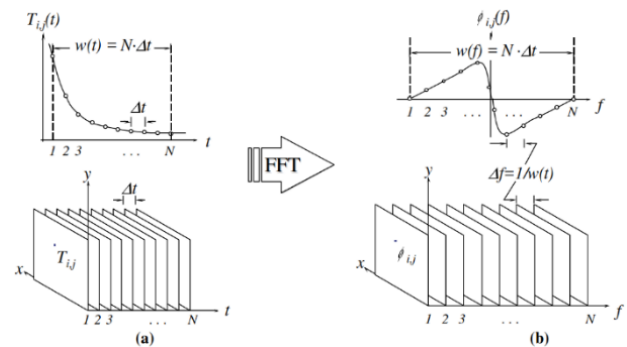 T_{i,j}(t)
w(t) = N·Δt
Δt
1 2 3 . . . N t
ϕ_{i,j}(f)
w(f) = N·Δt
1 2 3 . . . . . . N f
Δf=1/w(t)
FFT
y
Δt
T_{i,j}
x
1 2 3 . . . N t
(a)
y
ϕ_{i,j}
x
1 2 3 . . . N f
(b)